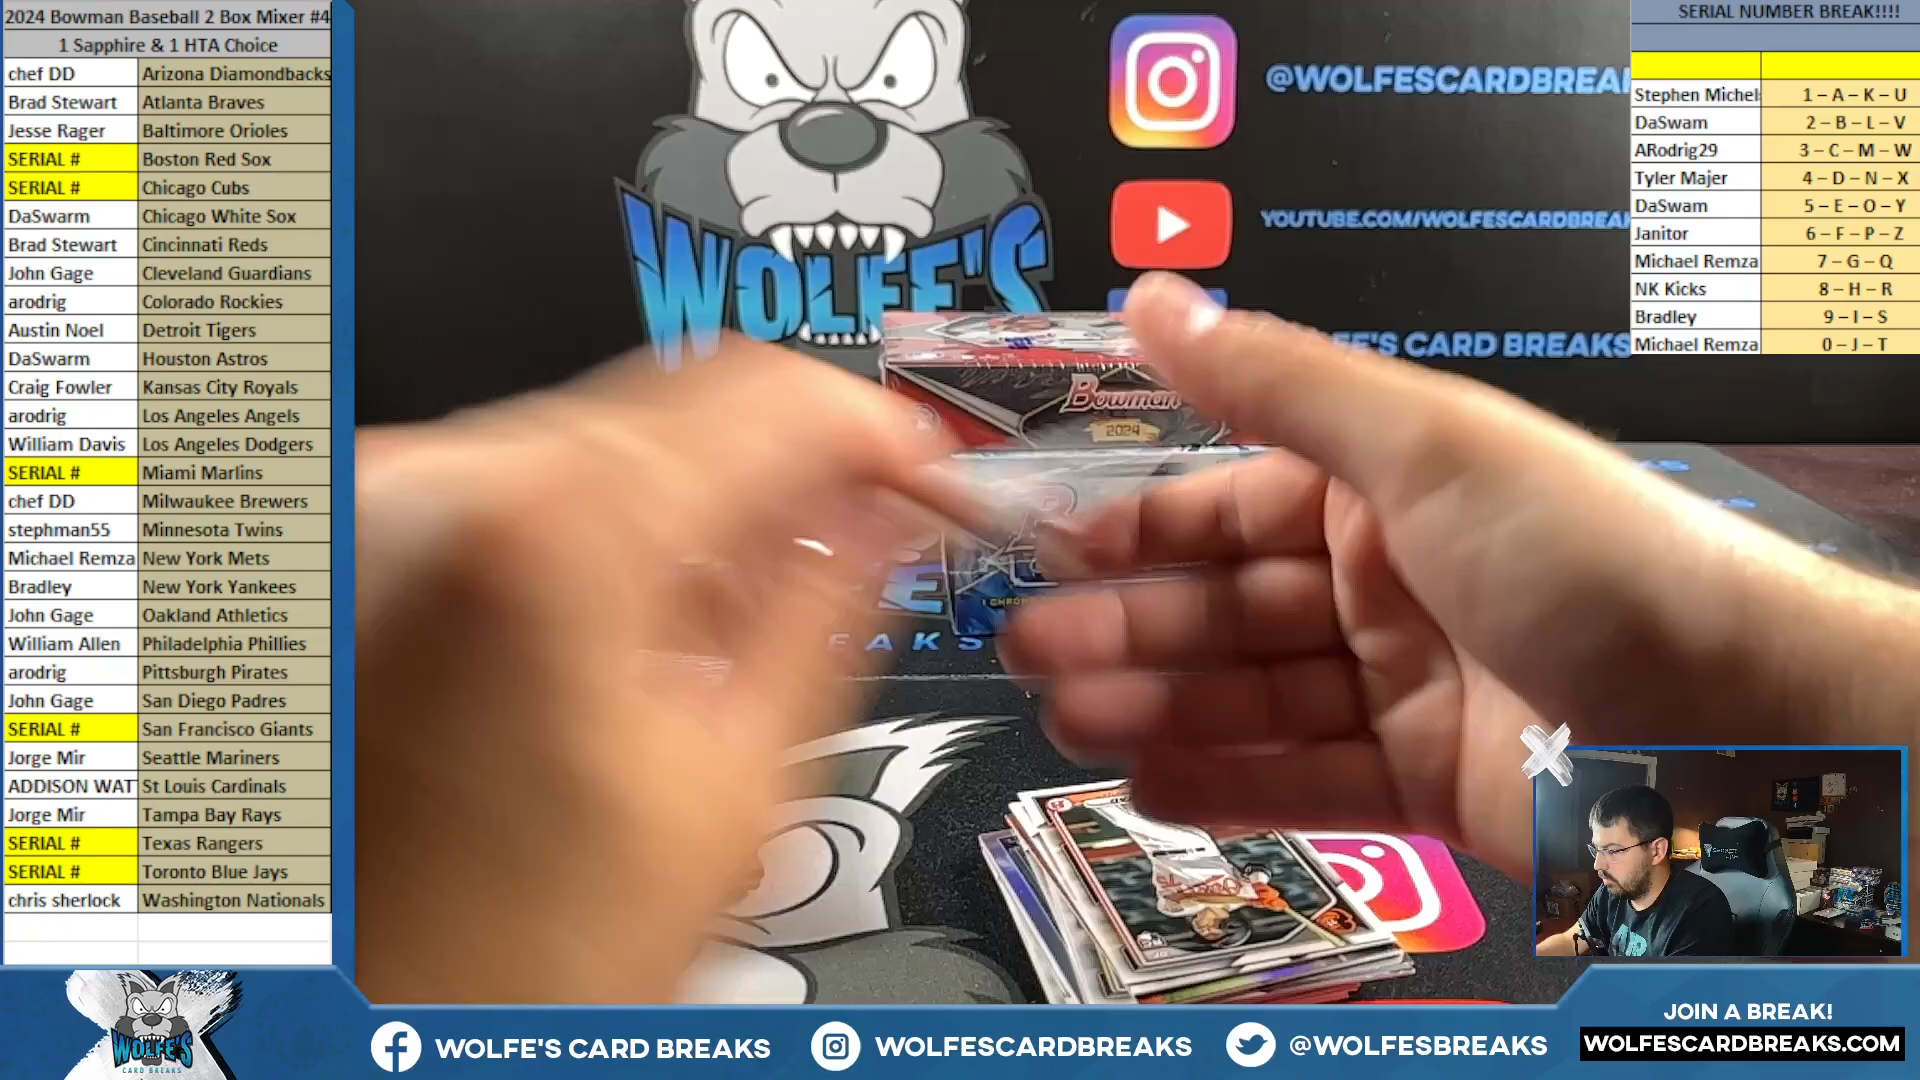 2024 Bowman Baseball 2 Box Mixer #4
1 Sapphire & 1 HTA Choice
chef DD Arizona Diamondbacks
Brad Stewart Atlanta Braves
Jesse Rager Baltimore Orioles
SERIAL # Boston Red Sox
SERIAL # Chicago Cubs
DaSwarm Chicago White Sox
Brad Stewart Cincinnati Reds
John Gage Cleveland Guardians
arodrig Colorado Rockies
Austin Noel Detroit Tigers
DaSwarm Houston Astros
Craig Fowler Kansas City Royals
arodrig Los Angeles Angels
William Davis Los Angeles Dodgers
SERIAL # Miami Marlins
chef DD Milwaukee Brewers
stephman55 Minnesota Twins
Michael Remza New York Mets
Bradley New York Yankees
John Gage Oakland Athletics
William Allen Philadelphia Phillies
arodrig Pittsburgh Pirates
John Gage San Diego Padres
SERIAL # San Francisco Giants
Jorge Mir Seattle Mariners
ADDISON WAT St Louis Cardinals
Jorge Mir Tampa Bay Rays
SERIAL # Texas Rangers
SERIAL # Toronto Blue Jays
chris sherlock Washington Nationals
WOLFE'S
@WOLFESCARDBREA
YOUTUBE.COM/WOLFESCARDBREA
FE'S CARD BREAKS
Bowman
2024
EAKS
SERIAL NUMBER BREAK!!!!
Stephen Michel 1 – A – K – U
DaSwam 2 – B – L – V
ARodrig29 3 – C – M – W
Tyler Majer 4 – D – N – X
DaSwam 5 – E – O – Y
Janitor 6 – F – P – Z
Michael Remza 7 – G – Q
NK Kicks 8 – H – R
Bradley 9 – I – S
Michael Remza 0 – J – T
WOLFE'S
CARD BREAKS
WOLFE'S CARD BREAKS
WOLFESCARDBREAKS
@WOLFESBREAKS
JOIN A BREAK!
WOLFESCARDBREAKS.COM